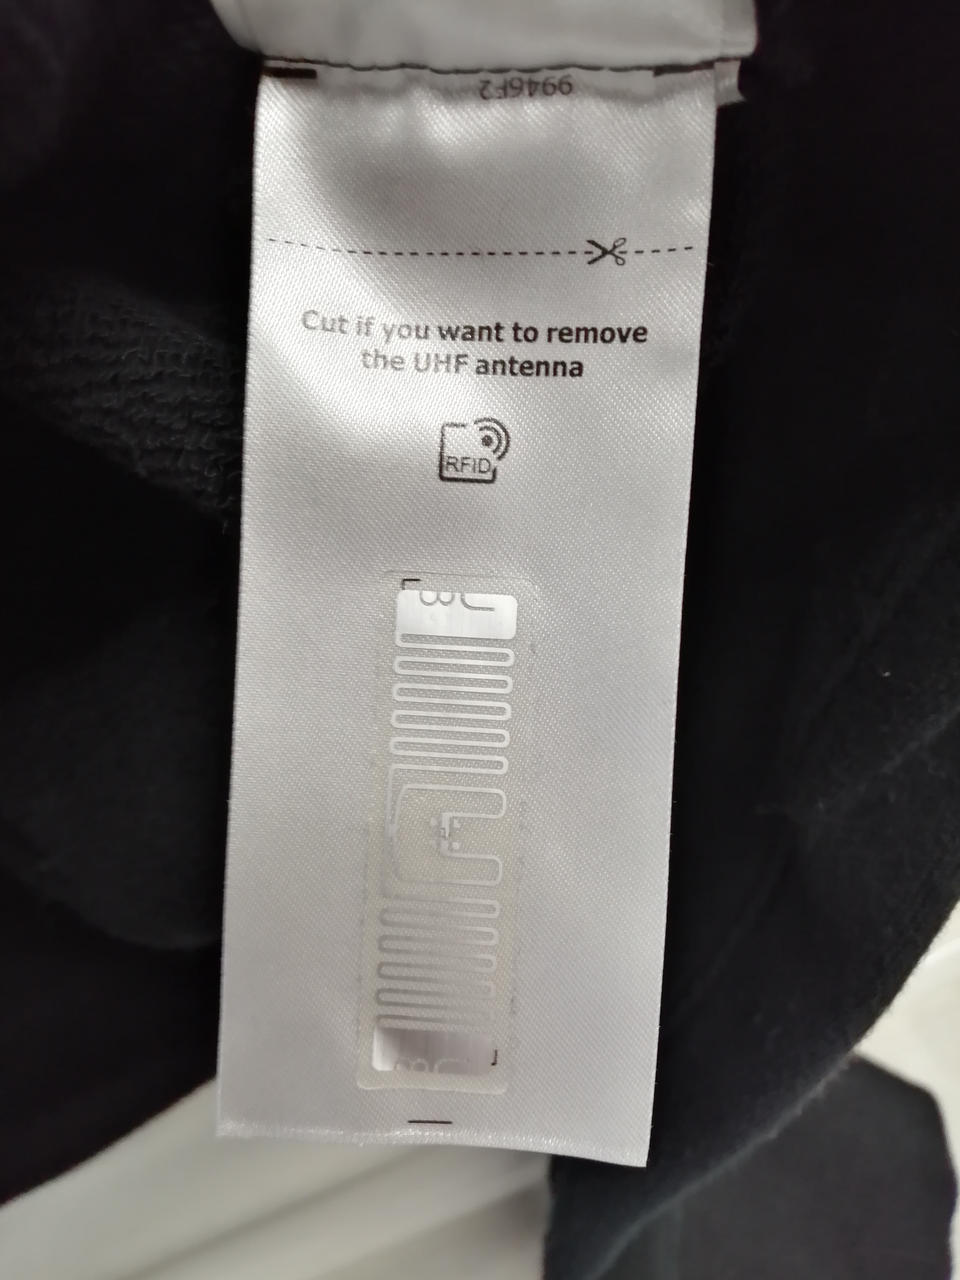 9946F2
Cut if you want to remove
the UHF antenna
RFID